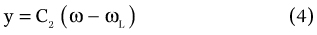 y = C₂ (ω − ω_L) (4)